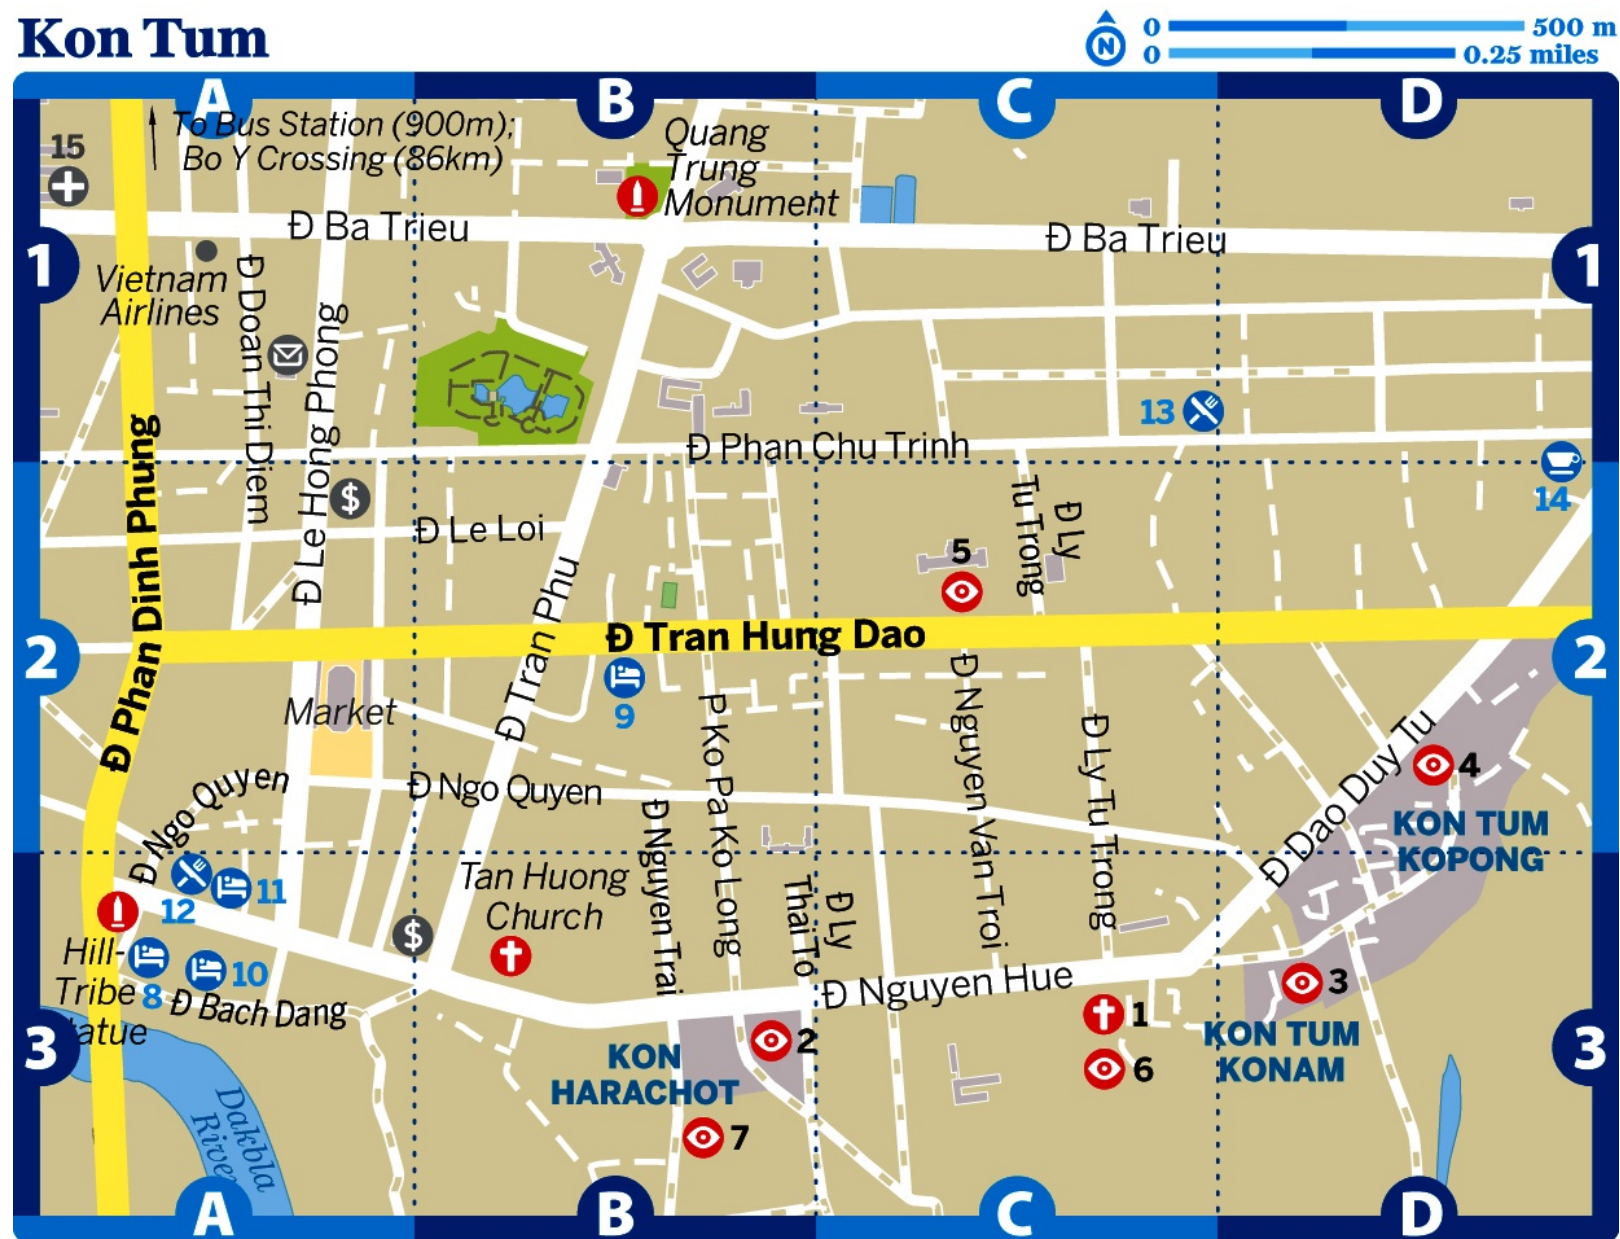 Kon Tum
N
0 500 m
0 0.25 miles
A
B
C
D
To Bus Station (900m);
Bo Y Crossing (86km)
15
Quang
Trung
Monument
Đ Ba Trieu
Đ Ba Trieu
1
1
Vietnam
Airlines
Đ Doan Thi Diem
Đ Le Hong Phong
Đ Phan Dinh Phung
13
Đ Phan Chu Trinh
14
$
Đ Le Loi
Đ Ly
Tu Trong
5
Đ Tran Phu
Đ Tran Hung Dao
2
2
9
Market
P Ko Pa Ko Long
Đ Nguyen Van Troi
Đ Ly Tu Trong
Đ Dao Duy Tu
4
KON TUM
KOPONG
Đ Ngo Quyen
Đ Ngo Quyen
Đ Nguyen Trai
Tan Huong
Church
Đ Ly
Thai To
12
11
$
Hill-
Tribe
atue
8
10
Đ Bach Dang
Đ Nguyen Hue
3
1
KON TUM
KONAM
2
6
KON
HARACHOT
7
3
3
Dakbla
River
A
B
C
D